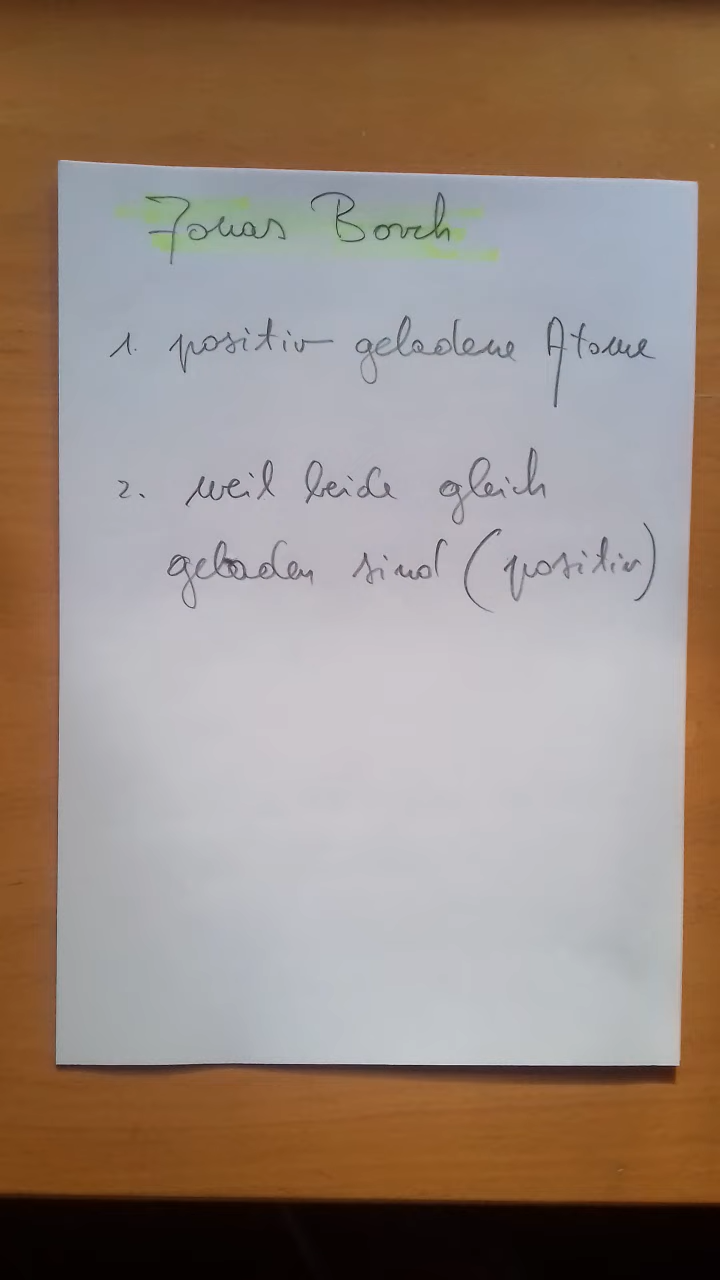 Jonas Borch
1. positiv geladene Atome
2. weil beide gleich
geladen sind (positiv)